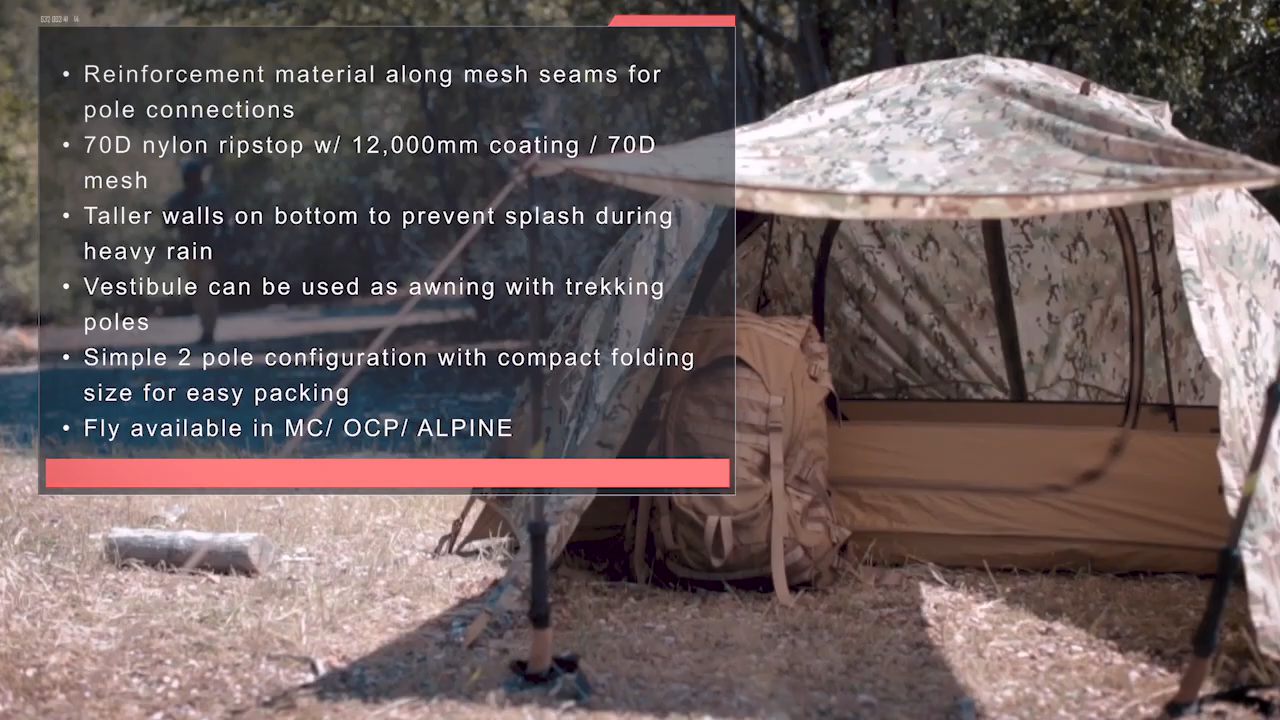 • Reinforcement material along mesh seams for
pole connections
• 70D nylon ripstop w/ 12,000mm coating / 70D
mesh
• Taller walls on bottom to prevent splash during
heavy rain
• Vestibule can be used as awning with trekking
poles
• Simple 2 pole configuration with compact folding
size for easy packing
• Fly available in MC/ OCP/ ALPINE